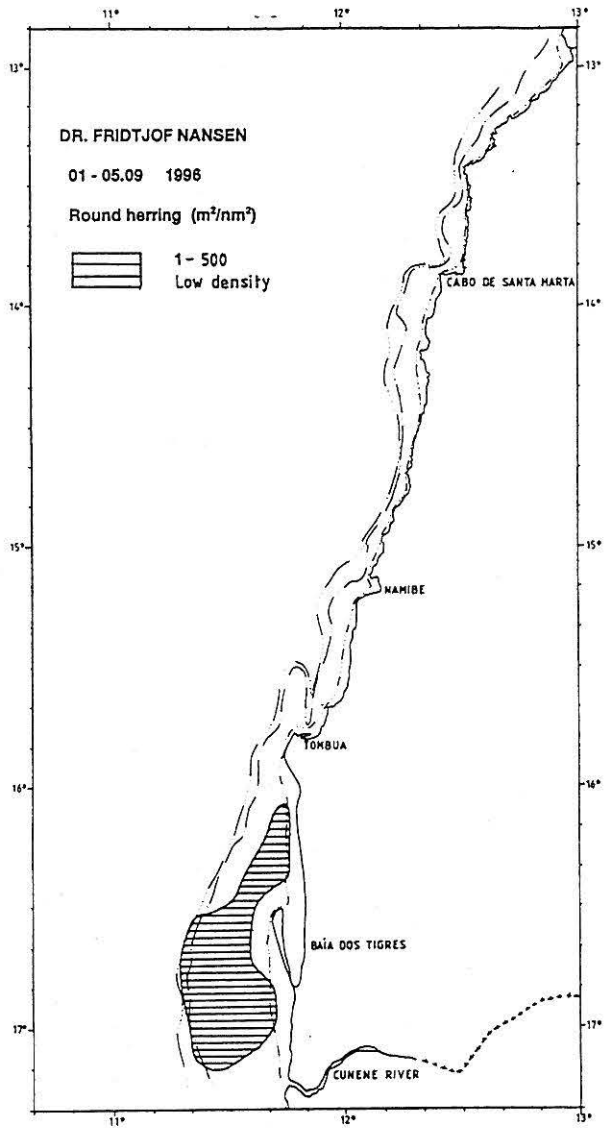 11° 12° 13°
13° 13°
DR. FRIDTJOF NANSEN
01 - 05.09 1996
Round herring (m²/nm²)
1 - 500
Low density
CABO DE SANTA MARTA
14° 14°
15° 15°
NAMIBE
TOMBUA
16° 16°
BAÍA DOS TIGRES
17° 17°
CUNENE RIVER
11° 12° 13°